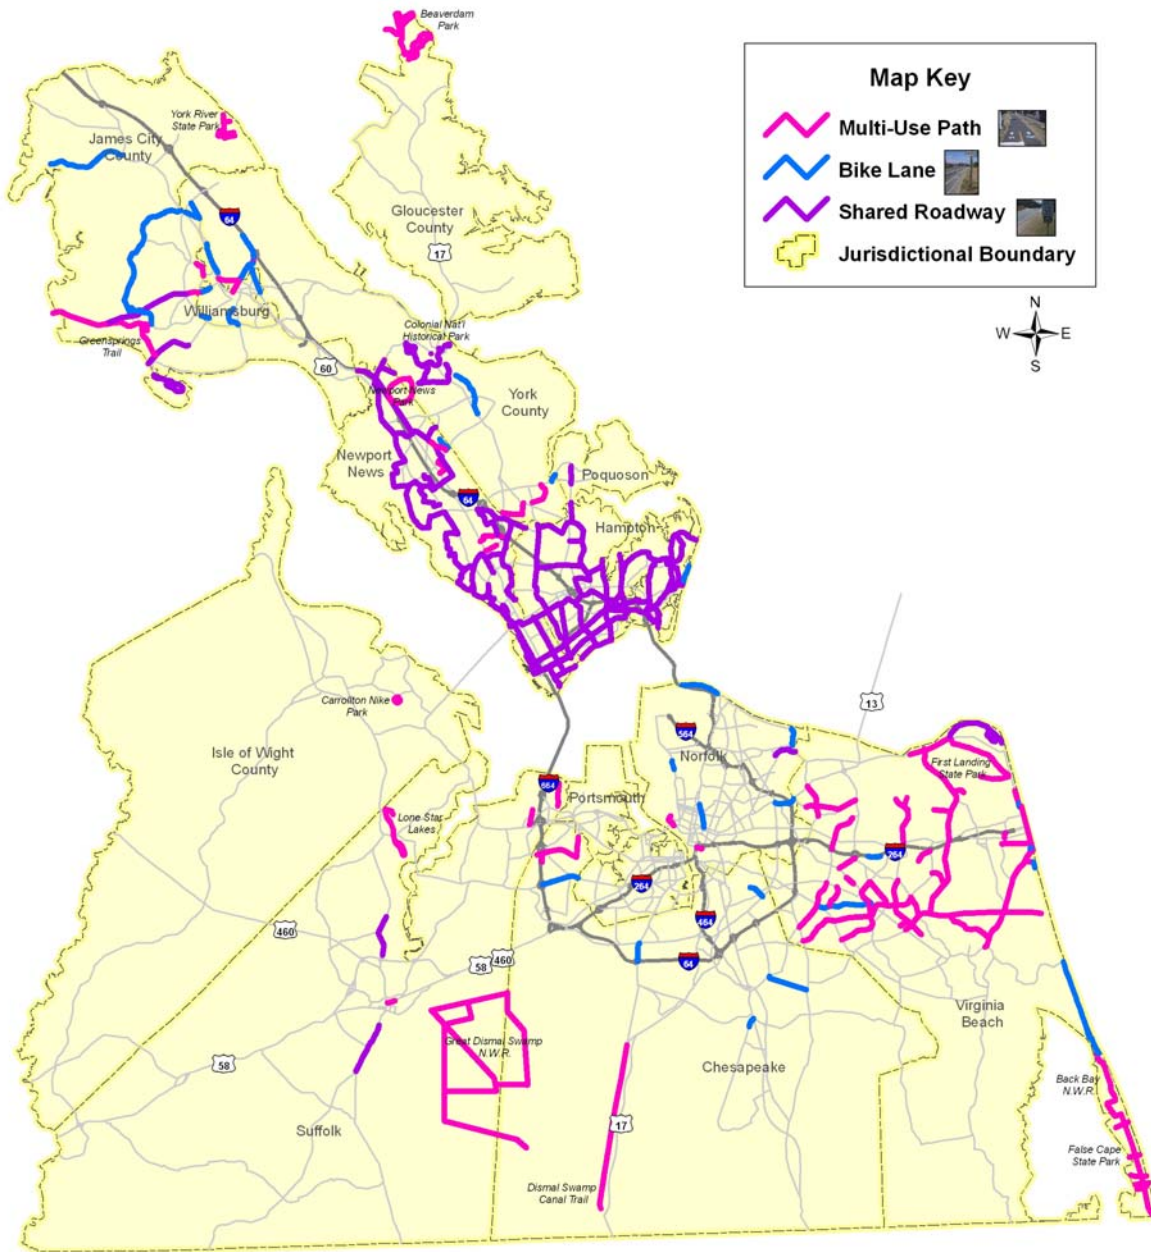 Beaverdam
Park
Map Key
Multi-Use Path
Bike Lane
Shared Roadway
Jurisdictional Boundary
N
W
E
S
York River
State Park
James City
County
64
Gloucester
County
17
Williamsburg
Greensprings
Trail
Colonial Nat'l
Historical Park
60
Newport News
Park
York
County
Newport
News
64
Poquoson
Hampton
Carrollton Nike
Park
13
Isle of Wight
County
564
Norfolk
First Landing
State Park
664
Portsmouth
Lone Star
Lakes
264
264
464
460
58
460
64
Virginia
Beach
Great Dismal Swamp
N.W.R.
58
Chesapeake
Back Bay
N.W.R.
Suffolk
17
False Cape
State Park
Dismal Swamp
Canal Trail